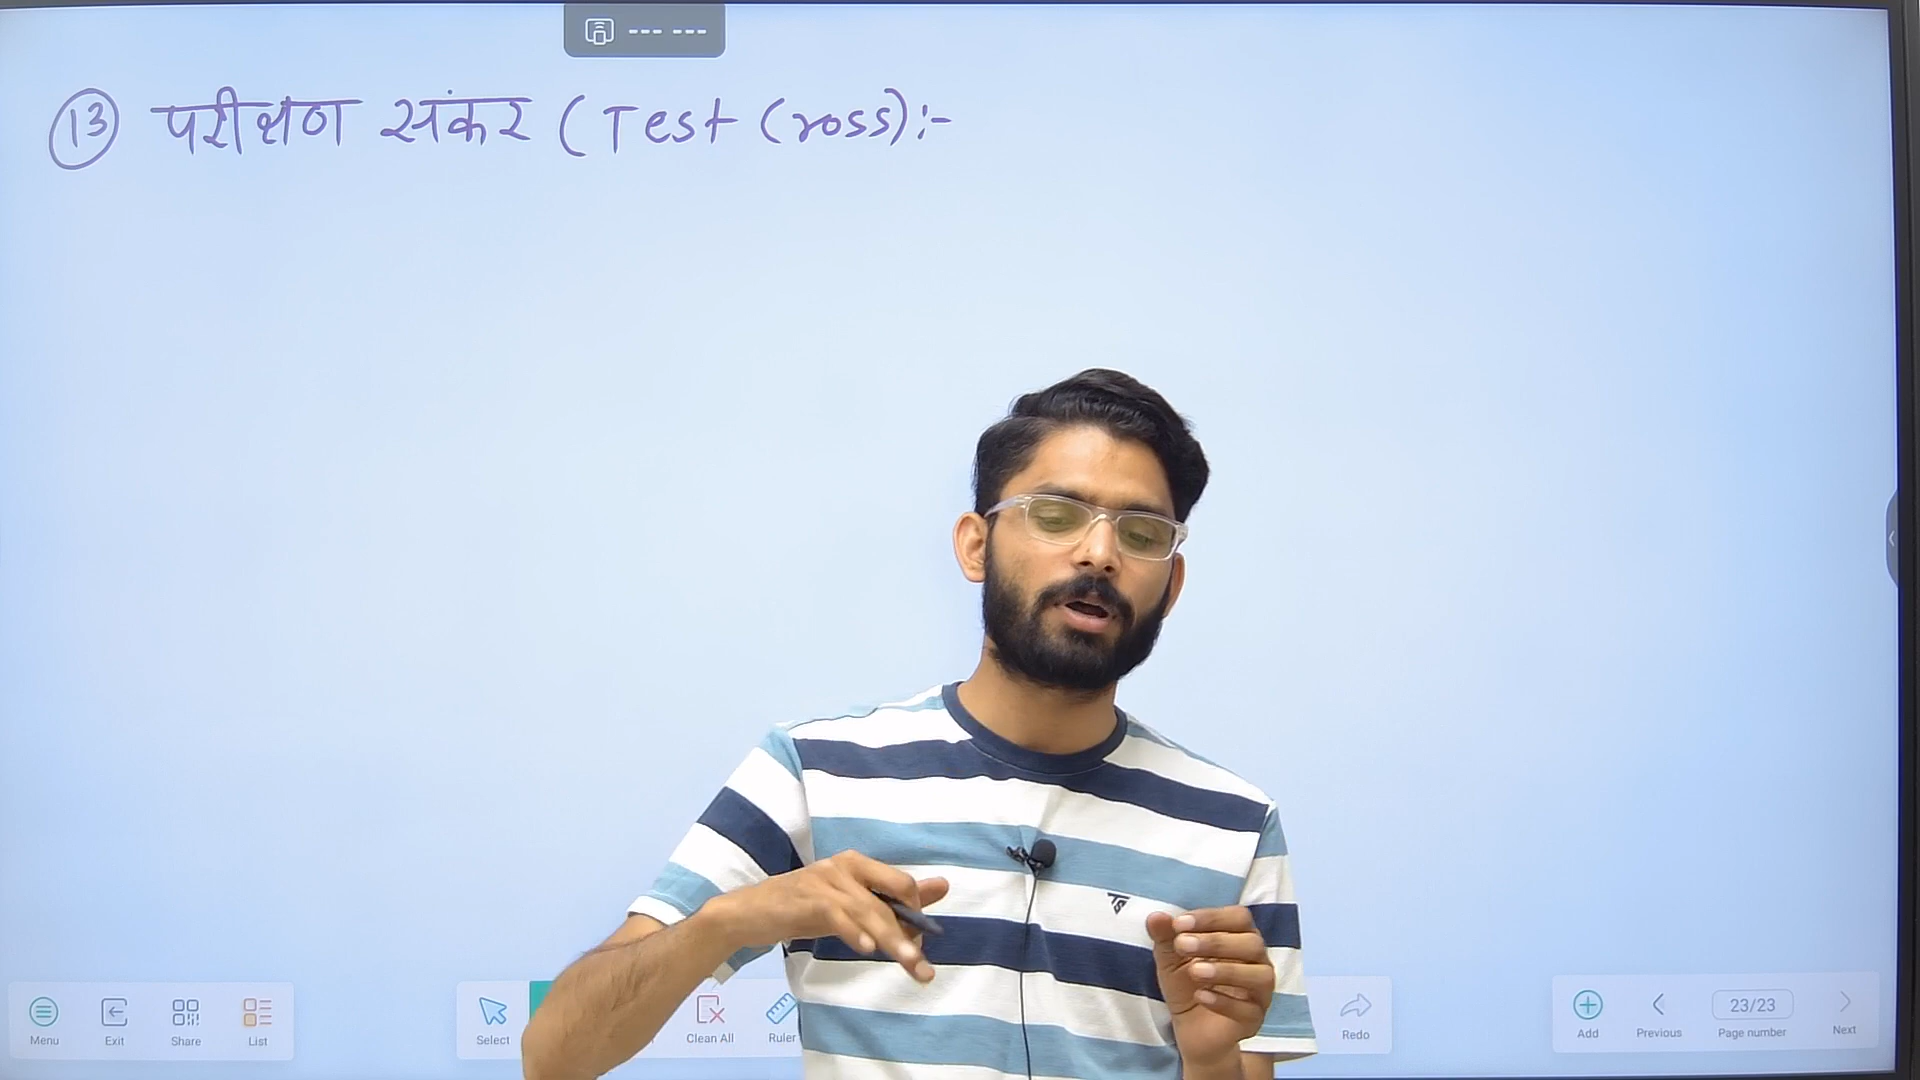 --- ---
13 परीक्षण संकर (Test Cross):-
TS
Menu Exit Share List Select Clean All Ruler Redo Add Previous 23/23 Page number Next